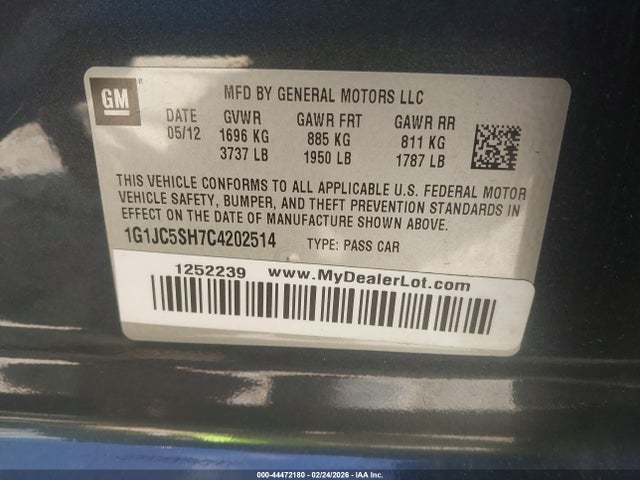 GM
MFD BY GENERAL MOTORS LLC
DATE GVWR GAWR FRT GAWR RR
05/12 1696 KG 885 KG 811 KG
3737 LB 1950 LB 1787 LB
THIS VEHICLE CONFORMS TO ALL APPLICABLE U.S. FEDERAL MOTOR
VEHICLE SAFETY, BUMPER, AND THEFT PREVENTION STANDARDS IN
EFFECT ON THE DATE OF MANUFACTURE SHOWN ABOVE.
1G1JC5SH7C4202514 TYPE: PASS CAR
1252239 www.MyDealerLot.com
000-44472180 - 02/24/2026 - IAA Inc.